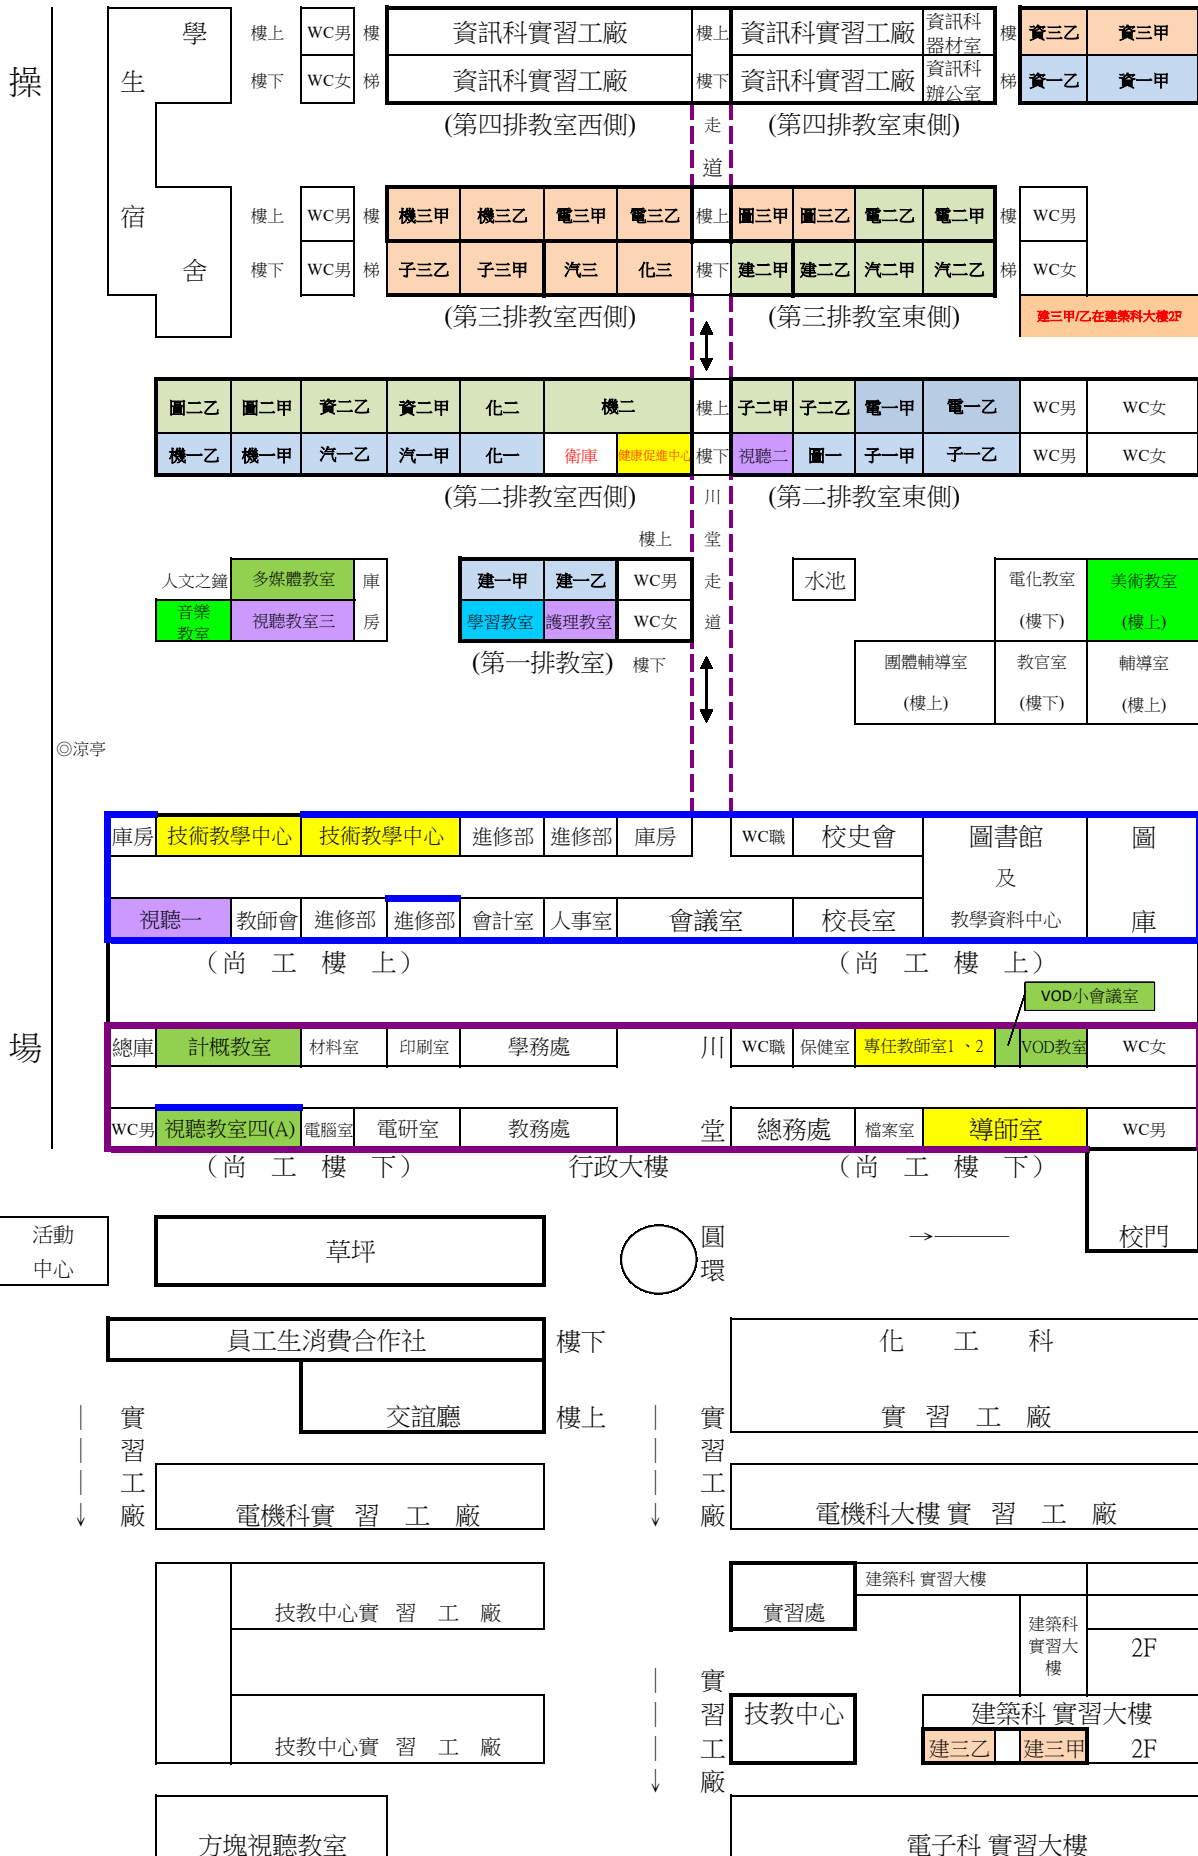 學 樓上 WC男 樓 資訊科實習工廠 樓上 資訊科實習工廠 資訊科器材室 樓 資三乙 資三甲
操 生 樓下 WC女 梯 資訊科實習工廠 樓下 資訊科實習工廠 資訊科辦公室 梯 資一乙 資一甲
(第四排教室西側) 走 (第四排教室東側)
道
宿 樓上 WC男 樓 機三甲 機三乙 電三甲 電三乙 樓上 圖三甲 圖三乙 電二乙 電二甲 樓 WC男
舍 樓下 WC男 梯 子三乙 子三甲 汽三 化三 樓下 建二甲 建二乙 汽二甲 汽二乙 梯 WC女
(第三排教室西側) (第三排教室東側) 建三甲/乙在建築科大樓2F
圖二乙 圖二甲 資二乙 資二甲 化二 機二 樓上 子二甲 子二乙 電一甲 電一乙 WC男 WC女
機一乙 機一甲 汽一乙 汽一甲 化一 衛庫 健康促進中心 樓下 視聽二 圖一 子一甲 子一乙 WC男 WC女
(第二排教室西側) 川 (第二排教室東側)
樓上 堂
人文之鐘 多媒體教室 庫 建一甲 建一乙 WC男 走 水池 電化教室 美術教室
音樂教室 視聽教室三 房 學習教室 護理教室 WC女 道 (樓下) (樓上)
(第一排教室) 樓下 團體輔導室 教官室 輔導室
(樓上) (樓下) (樓上)
◎涼亭
庫房 技術教學中心 技術教學中心 進修部 進修部 庫房 WC職 校史會 圖書館 圖
及
視聽一 教師會 進修部 進修部 會計室 人事室 會議室 校長室 教學資料中心 庫
(尚 工 樓 上) (尚 工 樓 上)
VOD小會議室
場 總庫 計概教室 材料室 印刷室 學務處 川 WC職 保健室 專任教師室1、2 VOD教室 WC女
WC男 視聽教室四(A) 電腦室 電研室 教務處 堂 總務處 檔案室 導師室 WC男
(尚 工 樓 下) 行政大樓 (尚 工 樓 下)
活動 草坪 圓 →——— 校門
中心 環
員工生消費合作社 樓下 化 工 科
｜ 實 交誼廳 樓上 ｜ 實 實 習 工 廠
｜ 習 ｜ 習
｜ 工 ｜ 工
↓ 廠 電機科實 習 工 廠 ↓ 廠 電機科大樓 實 習 工 廠
建築科 實習大樓
技教中心實 習 工 廠 實習處
建築科實習大樓 2F
｜ 實
｜ 習 技教中心 建築科 實習大樓
技教中心實 習 工 廠 ｜ 工 建三乙 建三甲 2F
↓ 廠
方塊視聽教室 電子科 實習大樓